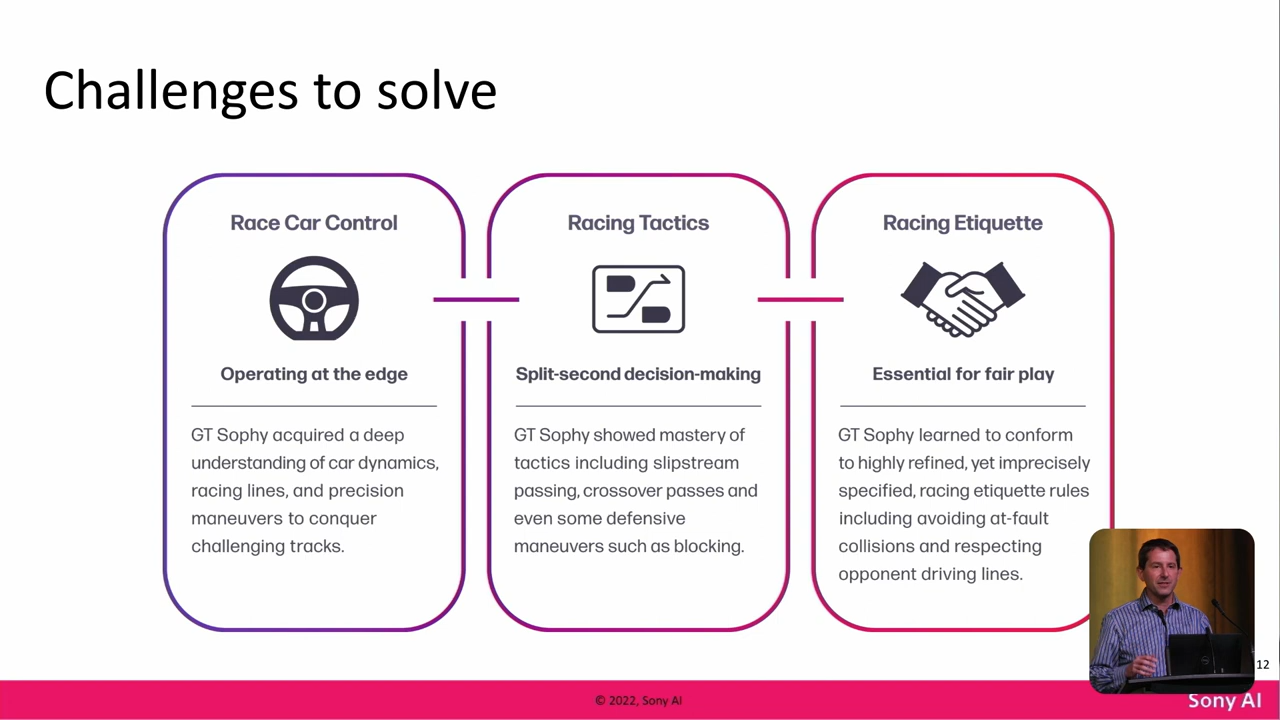 Challenges to solve
Race Car Control
Operating at the edge
GT Sophy acquired a deep
understanding of car dynamics,
racing lines, and precision
maneuvers to conquer
challenging tracks.
Racing Tactics
Split-second decision-making
GT Sophy showed mastery of
tactics including slipstream
passing, crossover passes and
even some defensive
maneuvers such as blocking.
Racing Etiquette
Essential for fair play
GT Sophy learned to conform
to highly refined, yet imprecisely
specified, racing etiquette rules
including avoiding at-fault
collisions and respecting
opponent driving lines.
12
© 2022, Sony AI
Sony AI